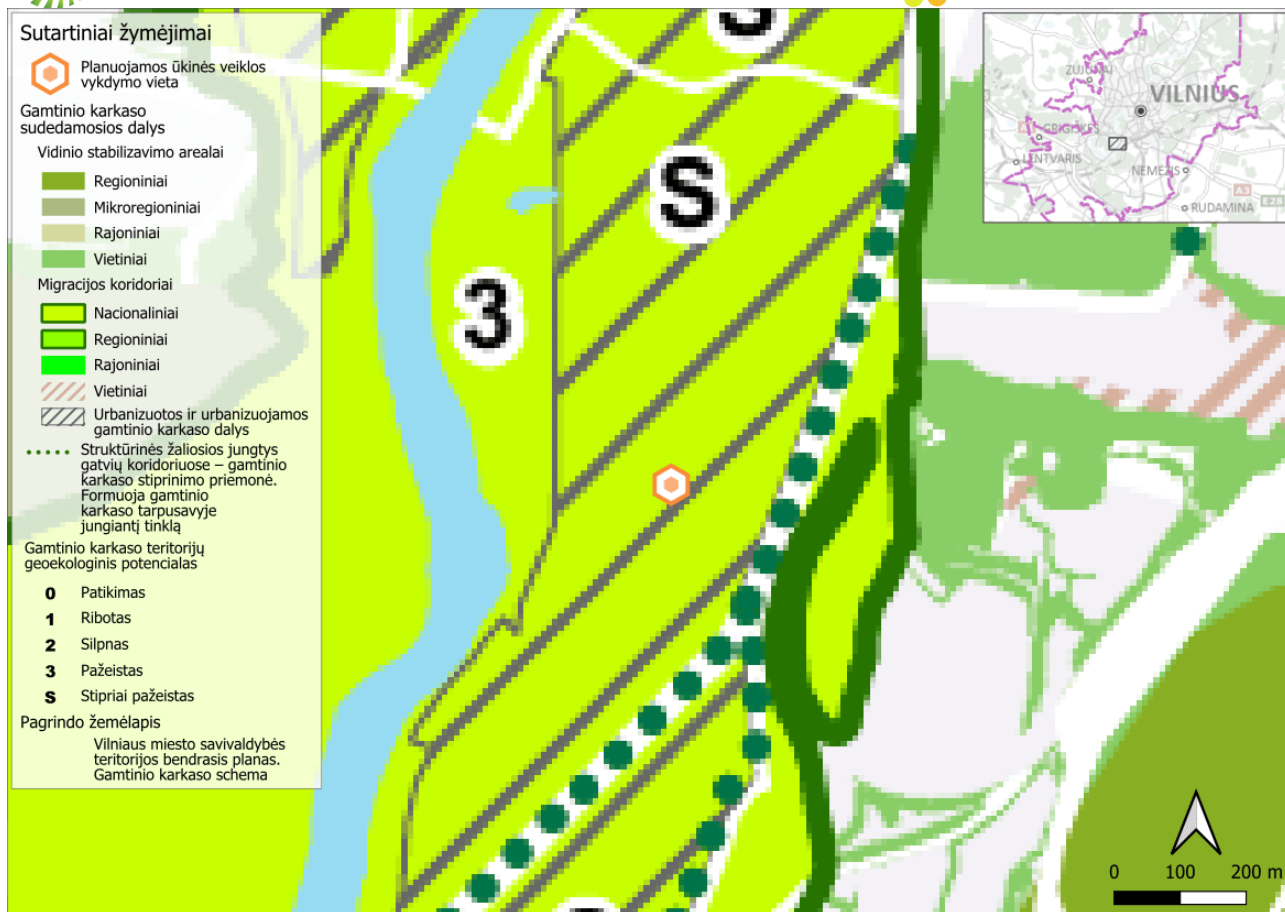 Sutartiniai žymėjimai
Planuojamos ūkinės veiklos
vykdymo vieta
Gamtinio karkaso
sudedamosios dalys
Vidinio stabilizavimo arealai
Regioniniai
Mikroregioniniai
Rajoniniai
Vietiniai
Migracijos koridoriai
Nacionaliniai
Regioniniai
Rajoniniai
Vietiniai
Urbanizuotos ir urbanizuojamos
gamtinio karkaso dalys
Struktūrinės žaliosios jungtys
gatvių koridoriuose – gamtinio
karkaso stiprinimo priemonė.
Formuoja gamtinio
karkaso tarpusavyje
jungiantį tinklą
Gamtinio karkaso teritorijų
geoekologinis potencialas
0 Patikimas
1 Ribotas
2 Silpnas
3 Pažeistas
S Stipriai pažeistas
Pagrindo žemėlapis
Vilniaus miesto savivaldybės
teritorijos bendrasis planas.
Gamtinio karkaso schema
S
3
ZUJŪNAI
VILNIUS
GRIGIŠKĖS
LENTVARIS
NEMĖŽIS
A3
E28
RUDAMINA
0 100 200 m